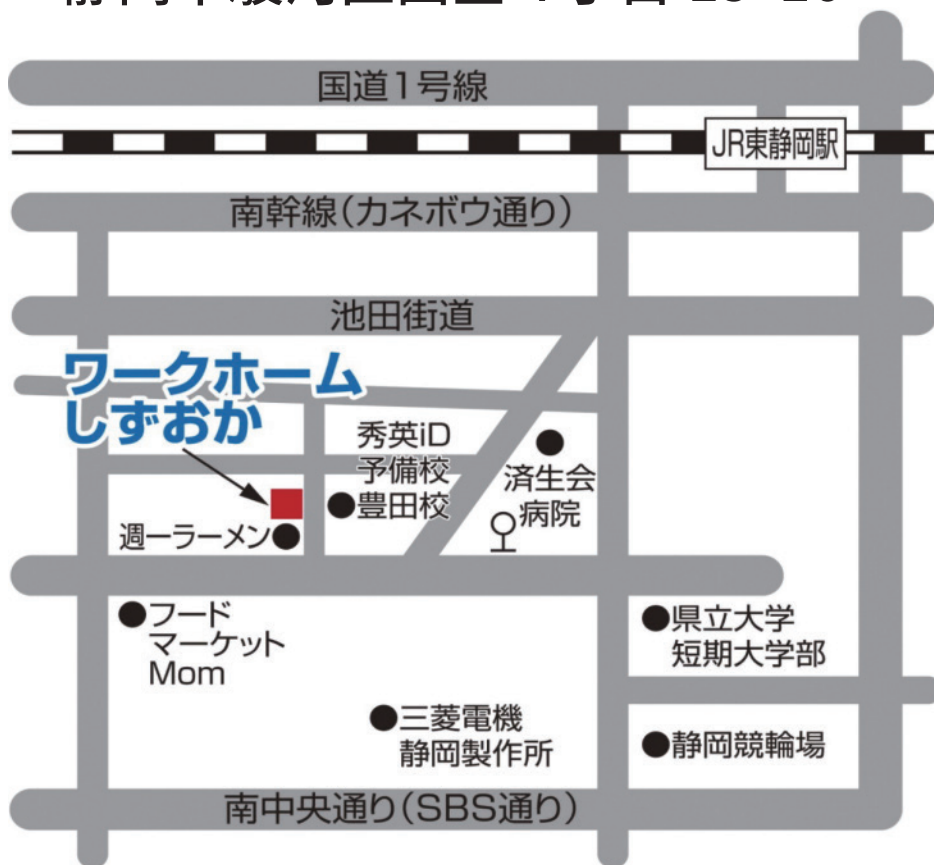 国道1号線
JR東静岡駅
南幹線(カネボウ通り)
池田街道
ワークホーム
しずおか
秀英iD
予備校
豊田校
済生会
病院
週一ラーメン
フード
マーケット
Mom
県立大学
短期大学部
三菱電機
静岡製作所
静岡競輪場
南中央通り(SBS通り)